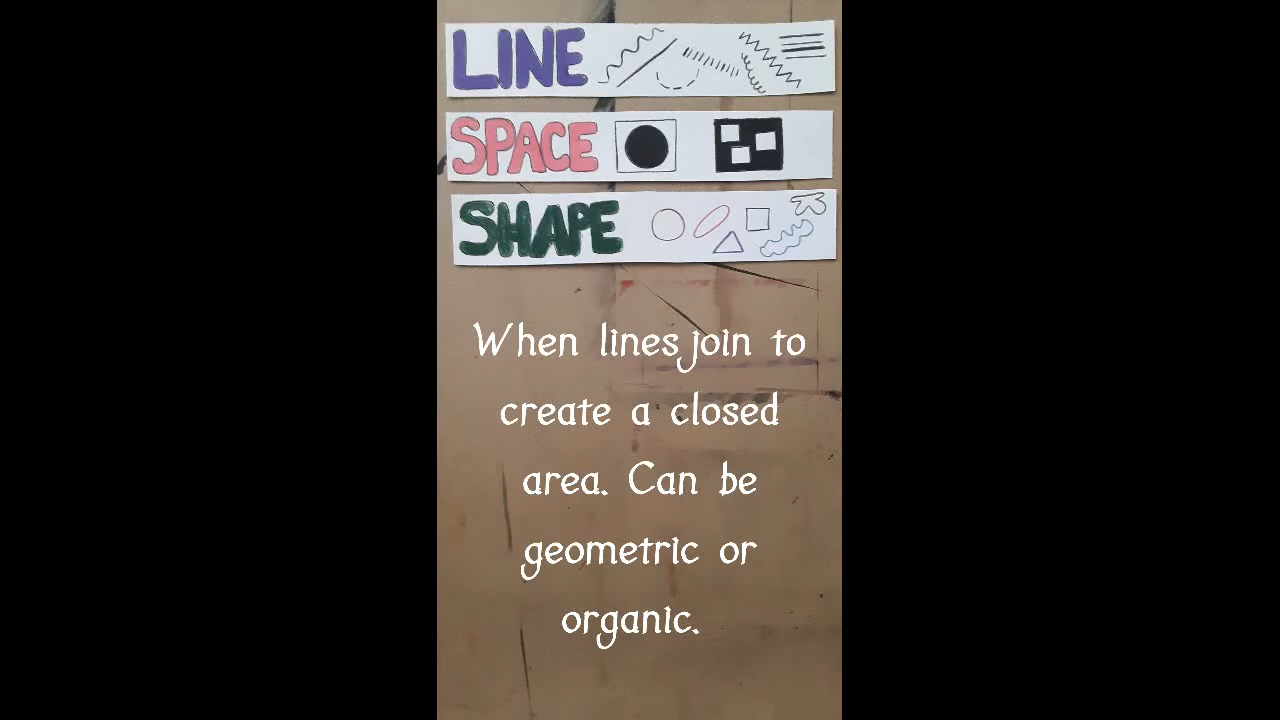 LINE
SPACE
SHAPE
When lines join to
create a closed
area. Can be
geometric or
organic.